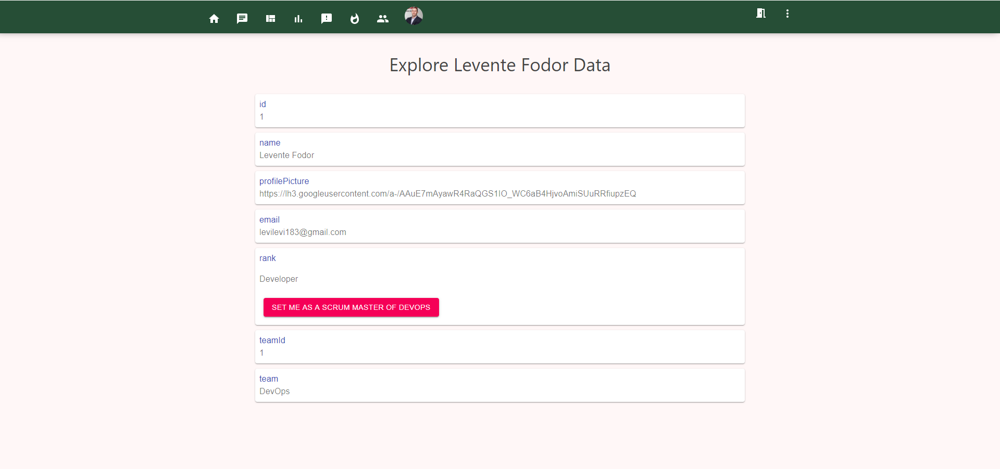 Explore Levente Fodor Data
id
1
name
Levente Fodor
profilePicture
https://lh3.googleusercontent.com/a-/AAuE7mAyawR4RaQGS1IO_WC6aB4HjvoAmiSUuRRfiupzEQ
email
levilevi183@gmail.com
rank
Developer
SET ME AS A SCRUM MASTER OF DEVOPS
teamId
1
team
DevOps